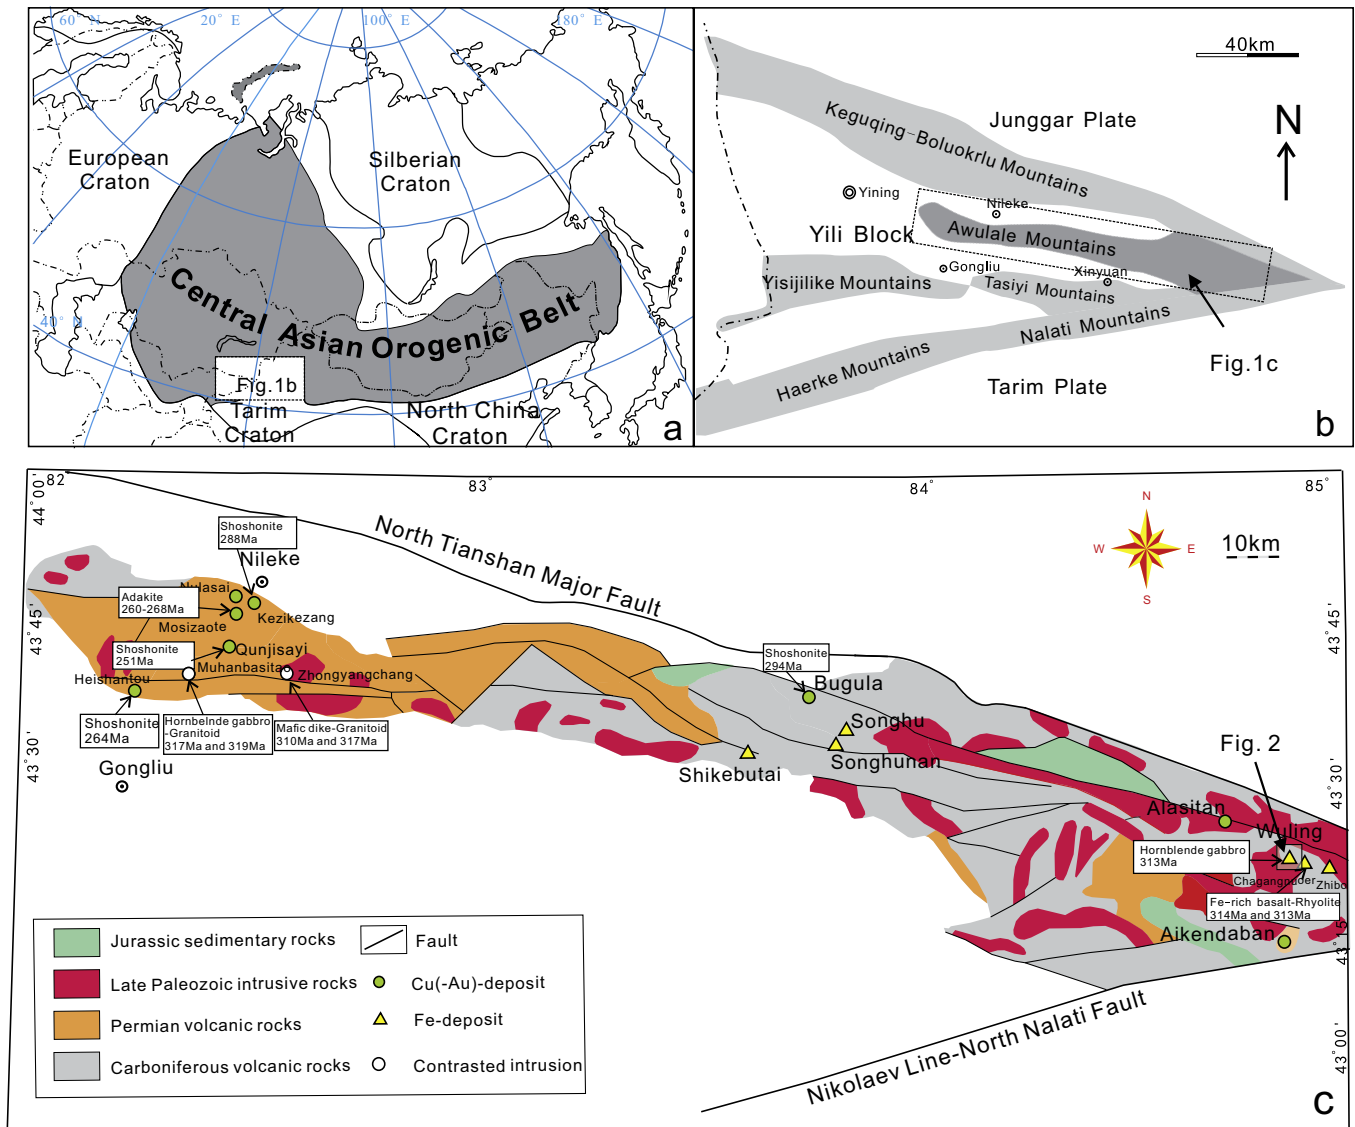 60° N
20° E
100° E
180° E
European
Craton
Silberian
Craton
Central Asian Orogenic Belt
40° N
Fig.1b
Tarim
Craton
North China
Craton
a
40km
Keguqing-Boluokrlu Mountains
Junggar Plate
N
Yining
Nileke
Yili Block
Awulale Mountains
Gongliu
Xinyuan
Yisijilike Mountains
Tasiyi Mountains
Nalati Mountains
Haerke Mountains
Fig.1c
Tarim Plate
b
82
83°
84°
85°
44°00'
43°45'
43°30'
43°45'
43°30'
43°15'
43°00'
North Tianshan Major Fault
N
W
E
S
10km
Shoshonite
288Ma
Nileke
Nulasai
Adakite
260-268Ma
Kezikezang
Mosizaote
Shoshonite
251Ma
Qunjisayi
Muhanbasitao
Zhongyangchang
Heishantou
Shoshonite
264Ma
Hornbelnde gabbro
-Granitoid
317Ma and 319Ma
Mafic dike-Granitoid
310Ma and 317Ma
Gongliu
Shoshonite
294Ma
Bugula
Songhu
Songhunan
Shikebutai
Fig. 2
Alasitan
Wuling
Hornblende gabbro
313Ma
Chagangnuoer
Zhibo
Fe-rich basalt-Rhyolite
314Ma and 313Ma
Aikendaban
Nikolaev Line-North Nalati Fault
Jurassic sedimentary rocks
Fault
Late Paleozoic intrusive rocks
Cu(-Au)-deposit
Permian volcanic rocks
Fe-deposit
Carboniferous volcanic rocks
Contrasted intrusion
c